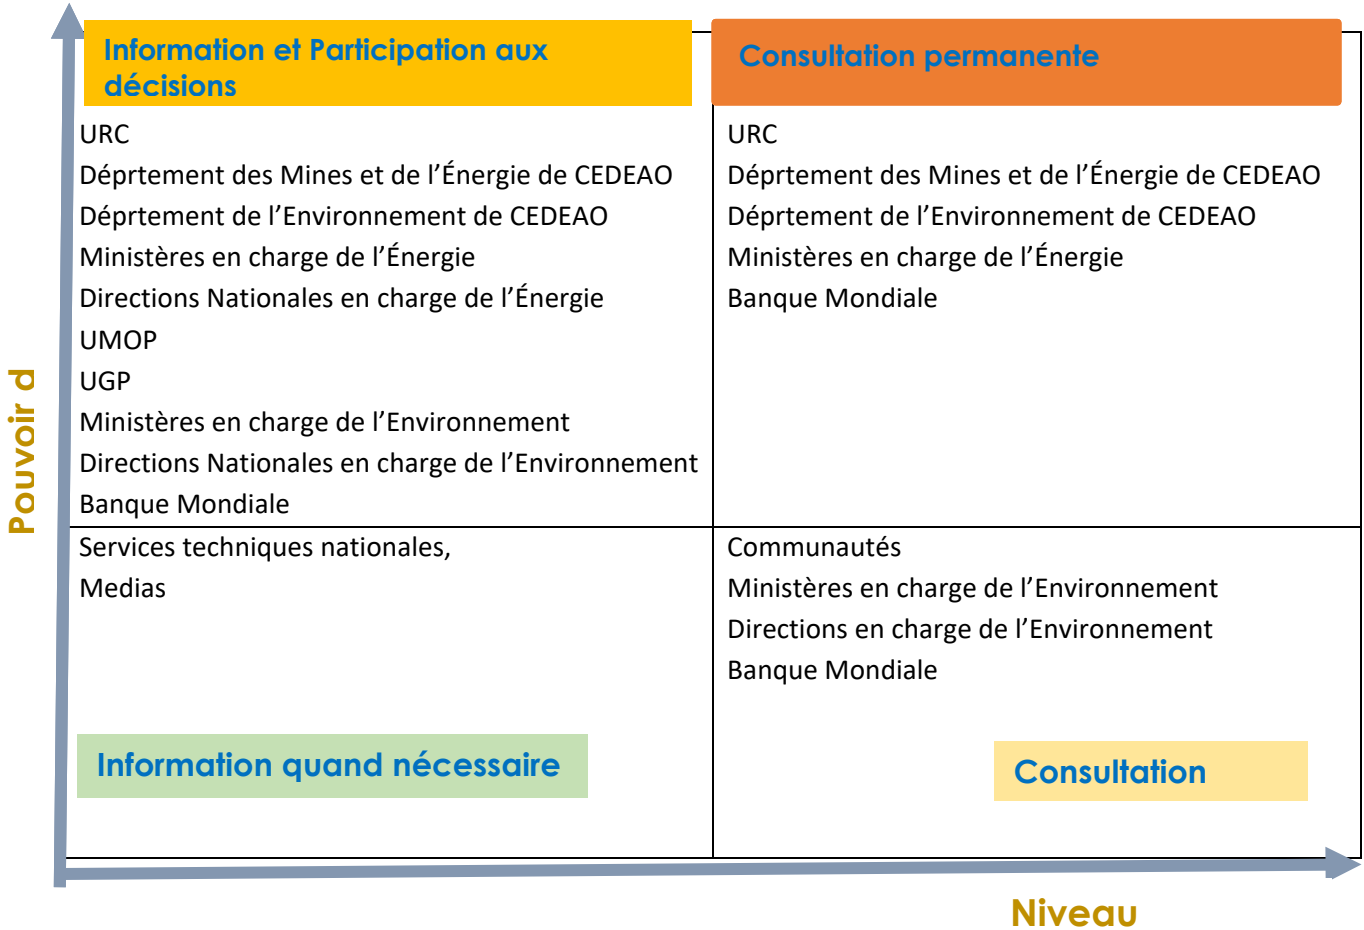 Information et Participation aux
décisions
URC
Déprtement des Mines et de l’Énergie de CEDEAO
Déprtement de l’Environnement de CEDEAO
Ministères en charge de l’Énergie
Directions Nationales en charge de l’Énergie
UMOP
UGP
Ministères en charge de l’Environnement
Directions Nationales en charge de l’Environnement
Banque Mondiale
Consultation permanente
URC
Déprtement des Mines et de l’Énergie de CEDEAO
Déprtement de l’Environnement de CEDEAO
Ministères en charge de l’Énergie
Banque Mondiale
Services techniques nationales,
Medias
Information quand nécessaire
Communautés
Ministères en charge de l’Environnement
Directions en charge de l’Environnement
Banque Mondiale
Consultation
Pouvoir d
Niveau